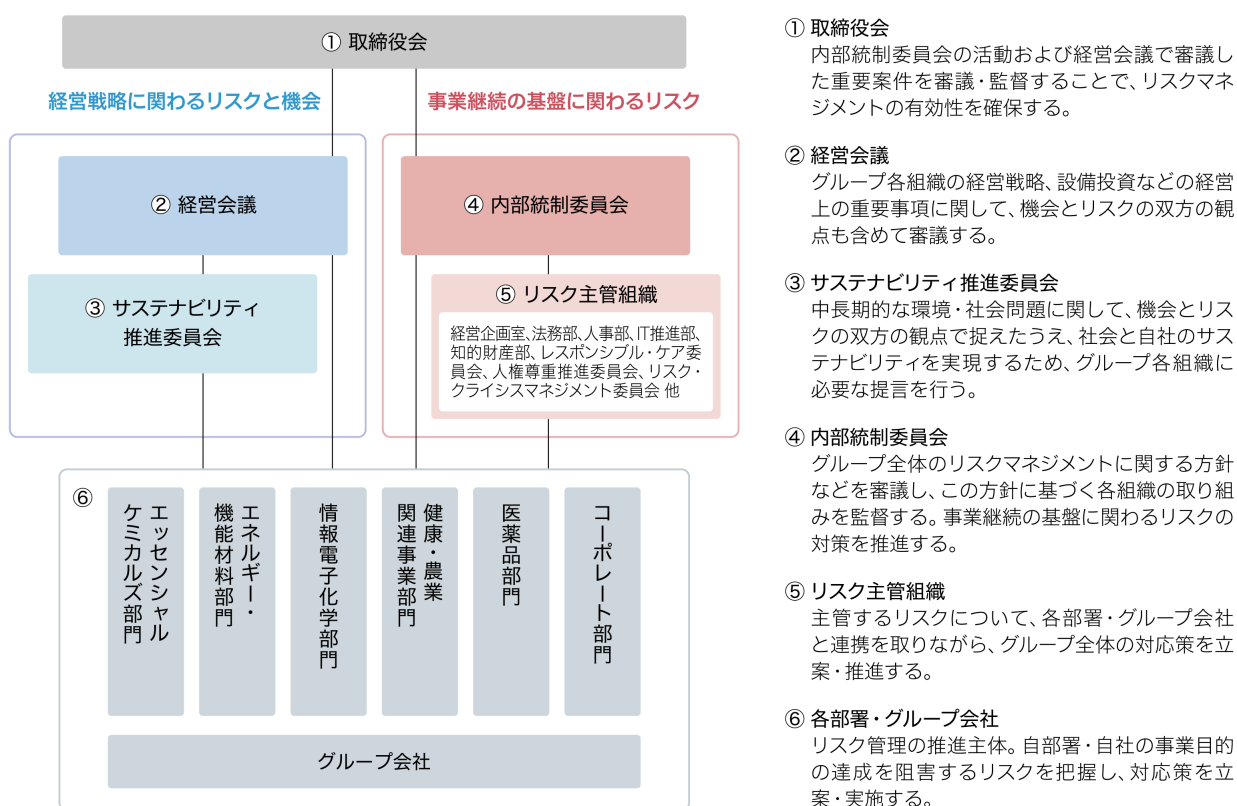 ① 取締役会
経営戦略に関わるリスクと機会
事業継続の基盤に関わるリスク
② 経営会議
③ サステナビリティ
推進委員会
④ 内部統制委員会
⑤ リスク主管組織
経営企画室、法務部、人事部、IT推進部、
知的財産部、レスポンシブル・ケア委
員会、人権尊重推進委員会、リスク・
クライシスマネジメント委員会 他
⑥
エッセンシャル
ケミカルズ部門
エネルギー・
機能材料部門
情報電子化学部門
健康・農業
関連事業部門
医薬品部門
コーポレート部門
グループ会社
① 取締役会
内部統制委員会の活動および経営会議で審議し
た重要案件を審議・監督することで、リスクマネ
ジメントの有効性を確保する。
② 経営会議
グループ各組織の経営戦略、設備投資などの経営
上の重要事項に関して、機会とリスクの双方の観
点も含めて審議する。
③ サステナビリティ推進委員会
中長期的な環境・社会問題に関して、機会とリス
クの双方の観点で捉えたうえ、社会と自社のサス
テナビリティを実現するため、グループ各組織に
必要な提言を行う。
④ 内部統制委員会
グループ全体のリスクマネジメントに関する方針
などを審議し、この方針に基づく各組織の取り組
みを監督する。事業継続の基盤に関わるリスクの
対策を推進する。
⑤ リスク主管組織
主管するリスクについて、各部署・グループ会社
と連携を取りながら、グループ全体の対応策を立
案・推進する。
⑥ 各部署・グループ会社
リスク管理の推進主体。自部署・自社の事業目的
の達成を阻害するリスクを把握し、対応策を立
案・実施する。